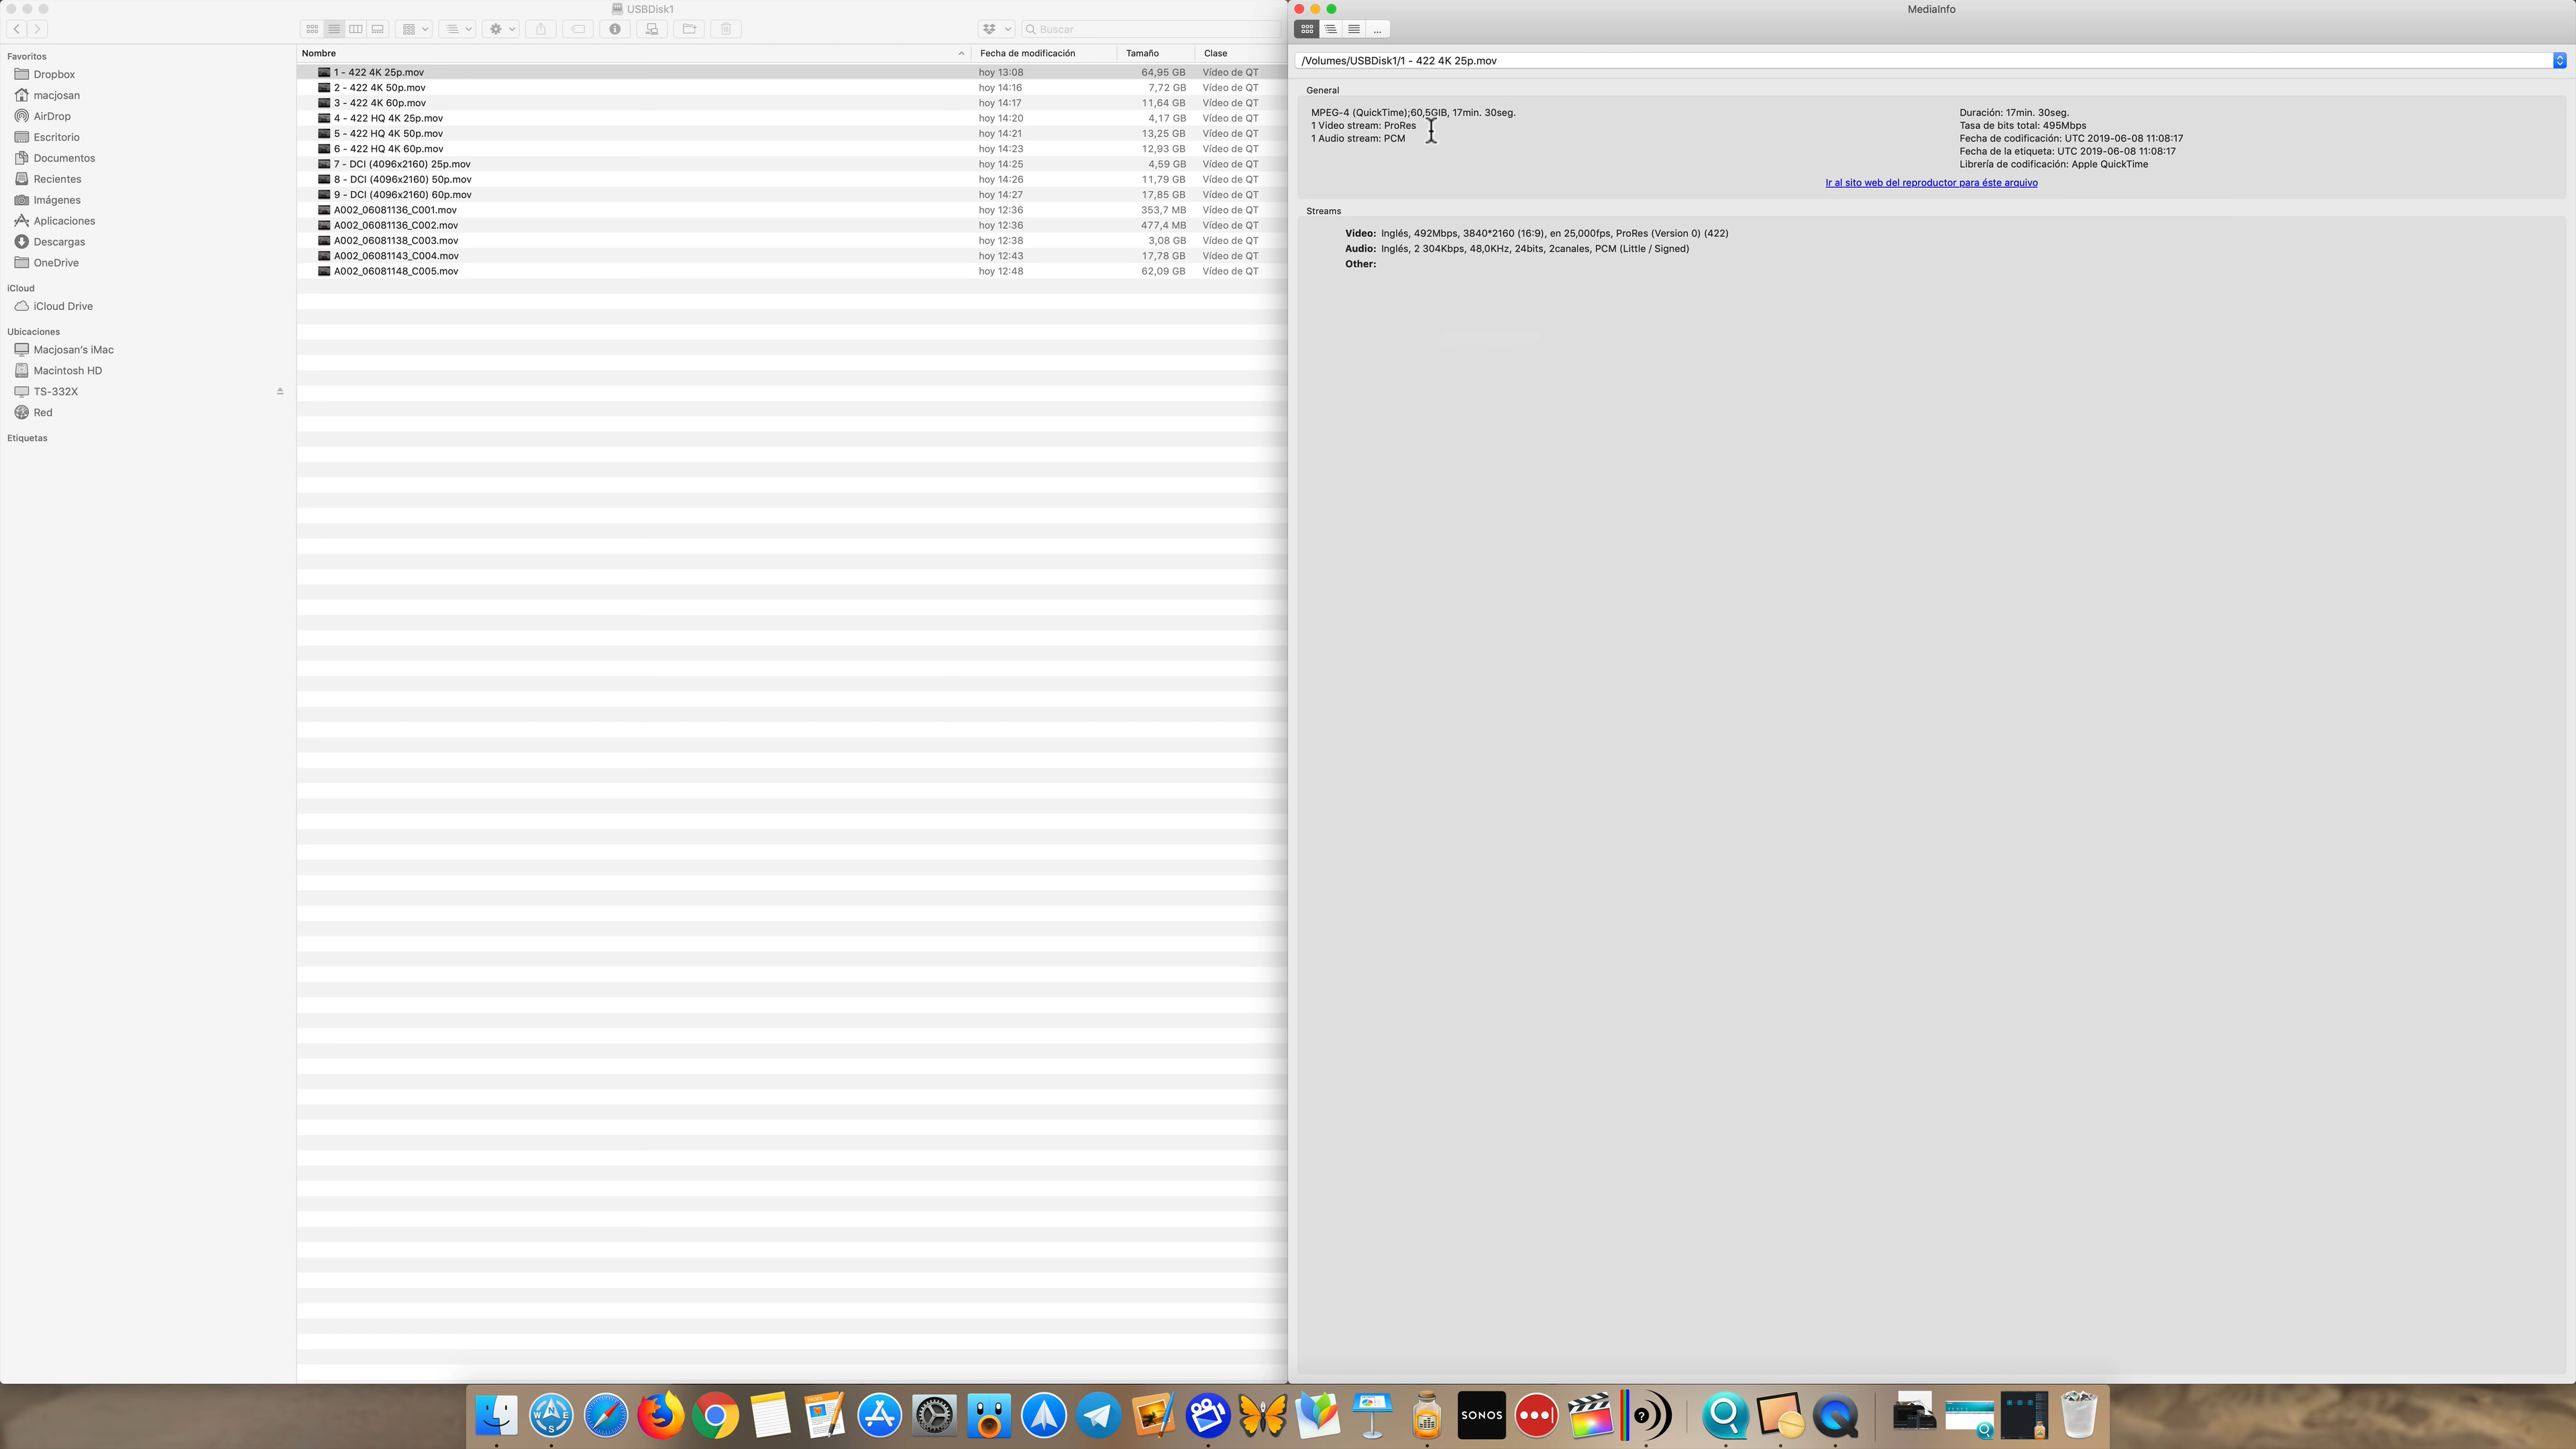 USBDisk1
Buscar
Favoritos
Dropbox
macjosan
AirDrop
Escritorio
Documentos
Recientes
Imágenes
Aplicaciones
Descargas
OneDrive
iCloud
iCloud Drive
Ubicaciones
Macjosan's iMac
Macintosh HD
TS-332X
Red
Etiquetas
Nombre Fecha de modificación Tamaño Clase
1 - 422 4K 25p.mov hoy 13:08 64,95 GB Vídeo de QT
2 - 422 4K 50p.mov hoy 14:16 7,72 GB Vídeo de QT
3 - 422 4K 60p.mov hoy 14:17 11,64 GB Vídeo de QT
4 - 422 HQ 4K 25p.mov hoy 14:20 4,17 GB Vídeo de QT
5 - 422 HQ 4K 50p.mov hoy 14:21 13,25 GB Vídeo de QT
6 - 422 HQ 4K 60p.mov hoy 14:23 12,93 GB Vídeo de QT
7 - DCI (4096x2160) 25p.mov hoy 14:25 4,59 GB Vídeo de QT
8 - DCI (4096x2160) 50p.mov hoy 14:26 11,79 GB Vídeo de QT
9 - DCI (4096x2160) 60p.mov hoy 14:27 17,85 GB Vídeo de QT
A002_06081136_C001.mov hoy 12:36 353,7 MB Vídeo de QT
A002_06081136_C002.mov hoy 12:36 477,4 MB Vídeo de QT
A002_06081138_C003.mov hoy 12:38 3,08 GB Vídeo de QT
A002_06081143_C004.mov hoy 12:43 17,78 GB Vídeo de QT
A002_06081148_C005.mov hoy 12:48 62,09 GB Vídeo de QT
MediaInfo
...
/Volumes/USBDisk1/1 - 422 4K 25p.mov
General
MPEG-4 (QuickTime);60,5GIB, 17min. 30seg.
1 Video stream: ProRes
1 Audio stream: PCM
Duración: 17min. 30seg.
Tasa de bits total: 495Mbps
Fecha de codificación: UTC 2019-06-08 11:08:17
Fecha de la etiqueta: UTC 2019-06-08 11:08:17
Librería de codificación: Apple QuickTime
Ir al sito web del reproductor para éste arquivo
Streams
Video: Inglés, 492Mbps, 3840*2160 (16:9), en 25,000fps, ProRes (Version 0) (422)
Audio: Inglés, 2 304Kbps, 48,0KHz, 24bits, 2canales, PCM (Little / Signed)
Other:
SONOS